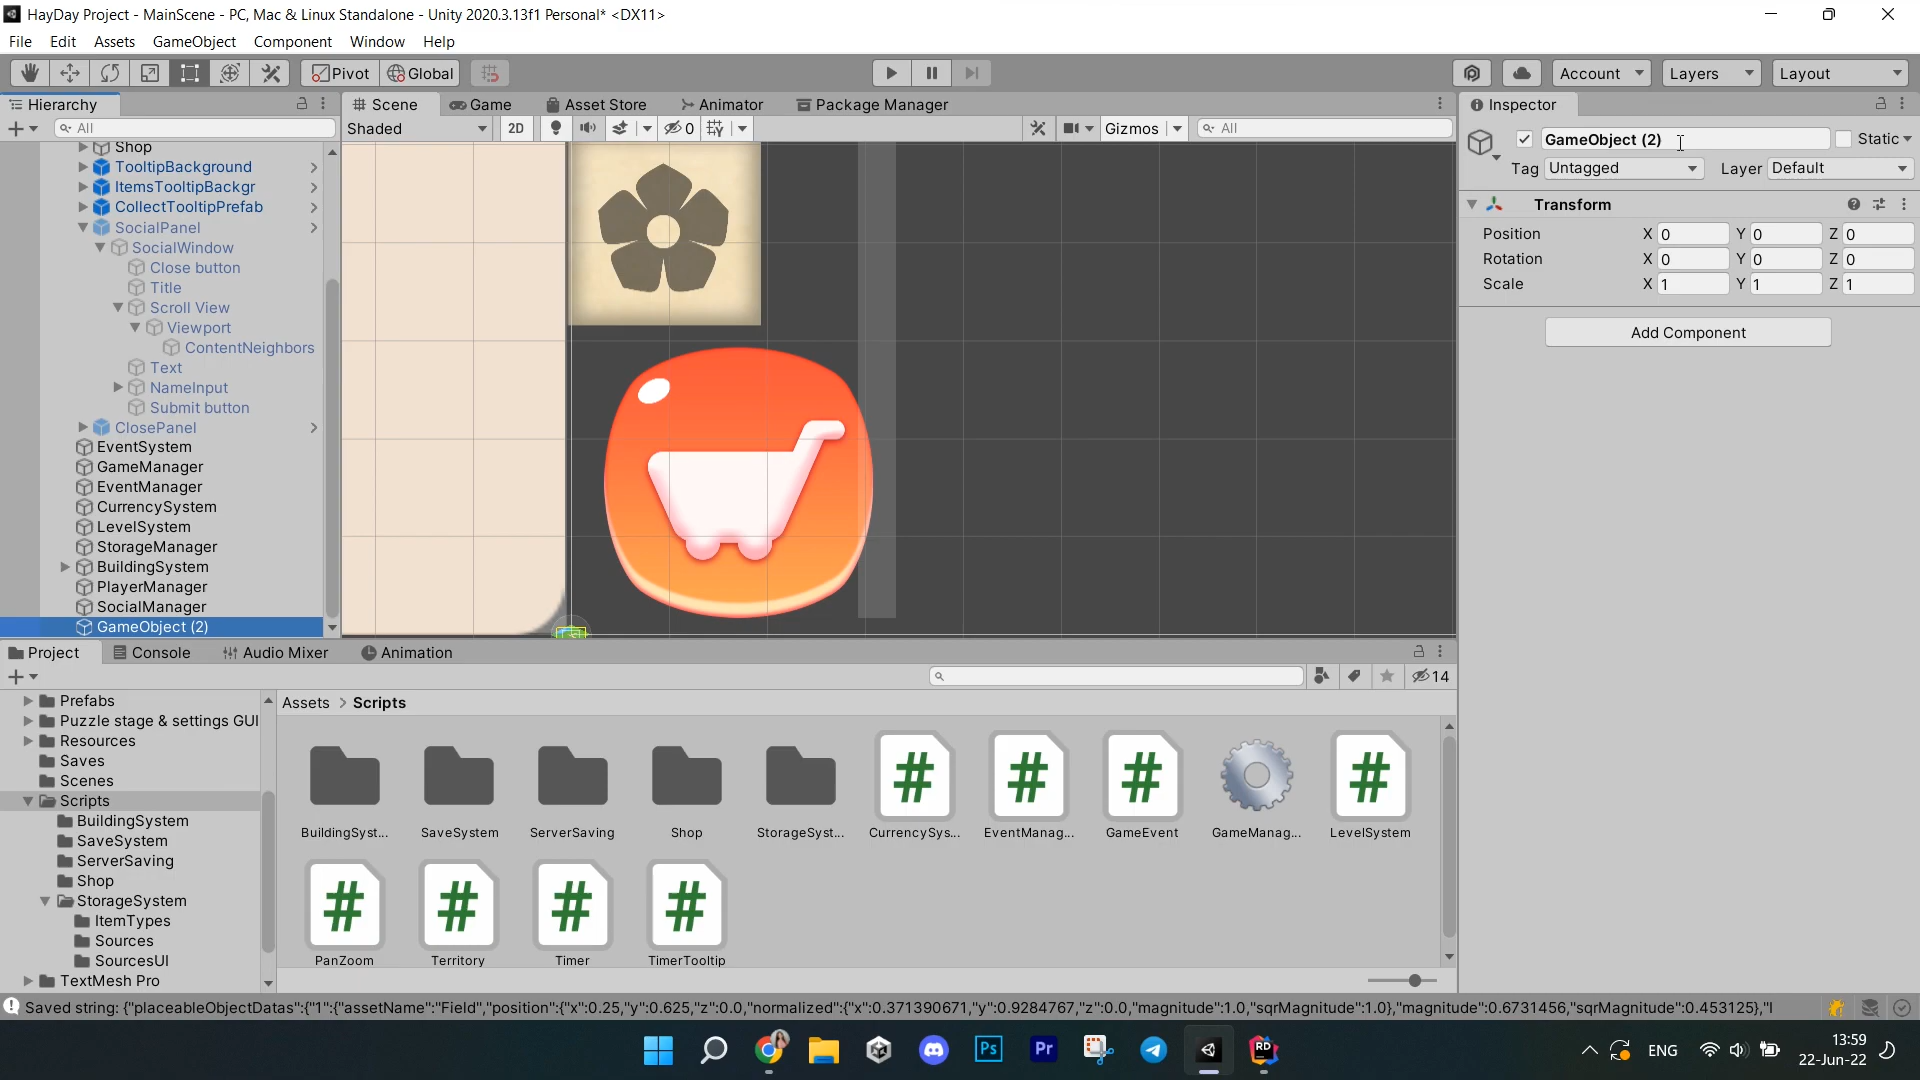 HayDay Project - MainScene - PC, Mac & Linux Standalone - Unity 2020.3.13f1 Personal* <DX11>
File Edit Assets GameObject Component Window Help
Pivot Global Account Layers Layout
Hierarchy
All
Shop
TooltipBackground
ItemsTooltipBackgr
CollectTooltipPrefab
SocialPanel
SocialWindow
Close button
Title
Scroll View
Viewport
ContentNeighbors
Text
NameInput
Submit button
ClosePanel
EventSystem
GameManager
EventManager
CurrencySystem
LevelSystem
StorageManager
BuildingSystem
PlayerManager
SocialManager
GameObject (2)
Scene Game Asset Store Animator Package Manager
Shaded 2D 0 Gizmos All
Inspector
GameObject (2) Static
Tag Untagged Layer Default
Transform
Position X 0 Y 0 Z 0
Rotation X 0 Y 0 Z 0
Scale X 1 Y 1 Z 1
Add Component
Project Console Audio Mixer Animation
14
Prefabs
Puzzle stage & settings GUI
Resources
Saves
Scenes
Scripts
BuildingSystem
SaveSystem
ServerSaving
Shop
StorageSystem
ItemTypes
Sources
SourcesUI
TextMesh Pro
Assets > Scripts
BuildingSyst... SaveSystem ServerSaving Shop StorageSyst... CurrencySys... EventManag... GameEvent GameManag... LevelSystem
PanZoom Territory Timer TimerTooltip
Saved string: {"placeableObjectDatas":{"1":{"assetName":"Field","position":{"x":0.25,"y":0.625,"z":0.0,"normalized":{"x":0.371390671,"y":0.9284767,"z":0.0,"magnitude":1.0,"sqrMagnitude":1.0},"magnitude":0.6731456,"sqrMagnitude":0.453125},"I
Ps Pr RD
ENG
13:59
22-Jun-22